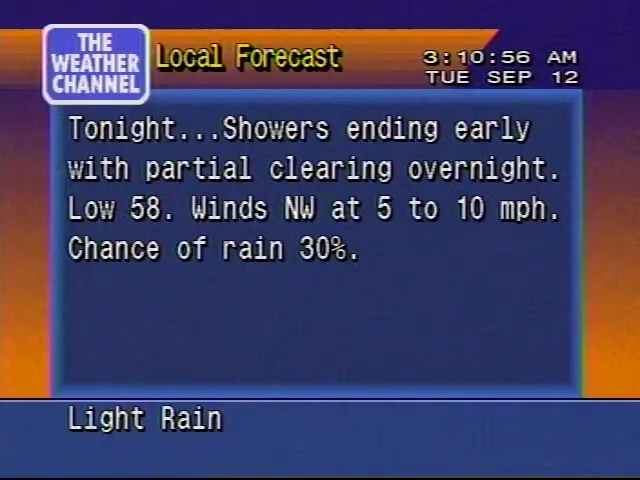 THE
WEATHER
CHANNEL
Local Forecast
3:10:56 AM
TUE SEP 12
Tonight...Showers ending early
with partial clearing overnight.
Low 58. Winds NW at 5 to 10 mph.
Chance of rain 30%.
Light Rain